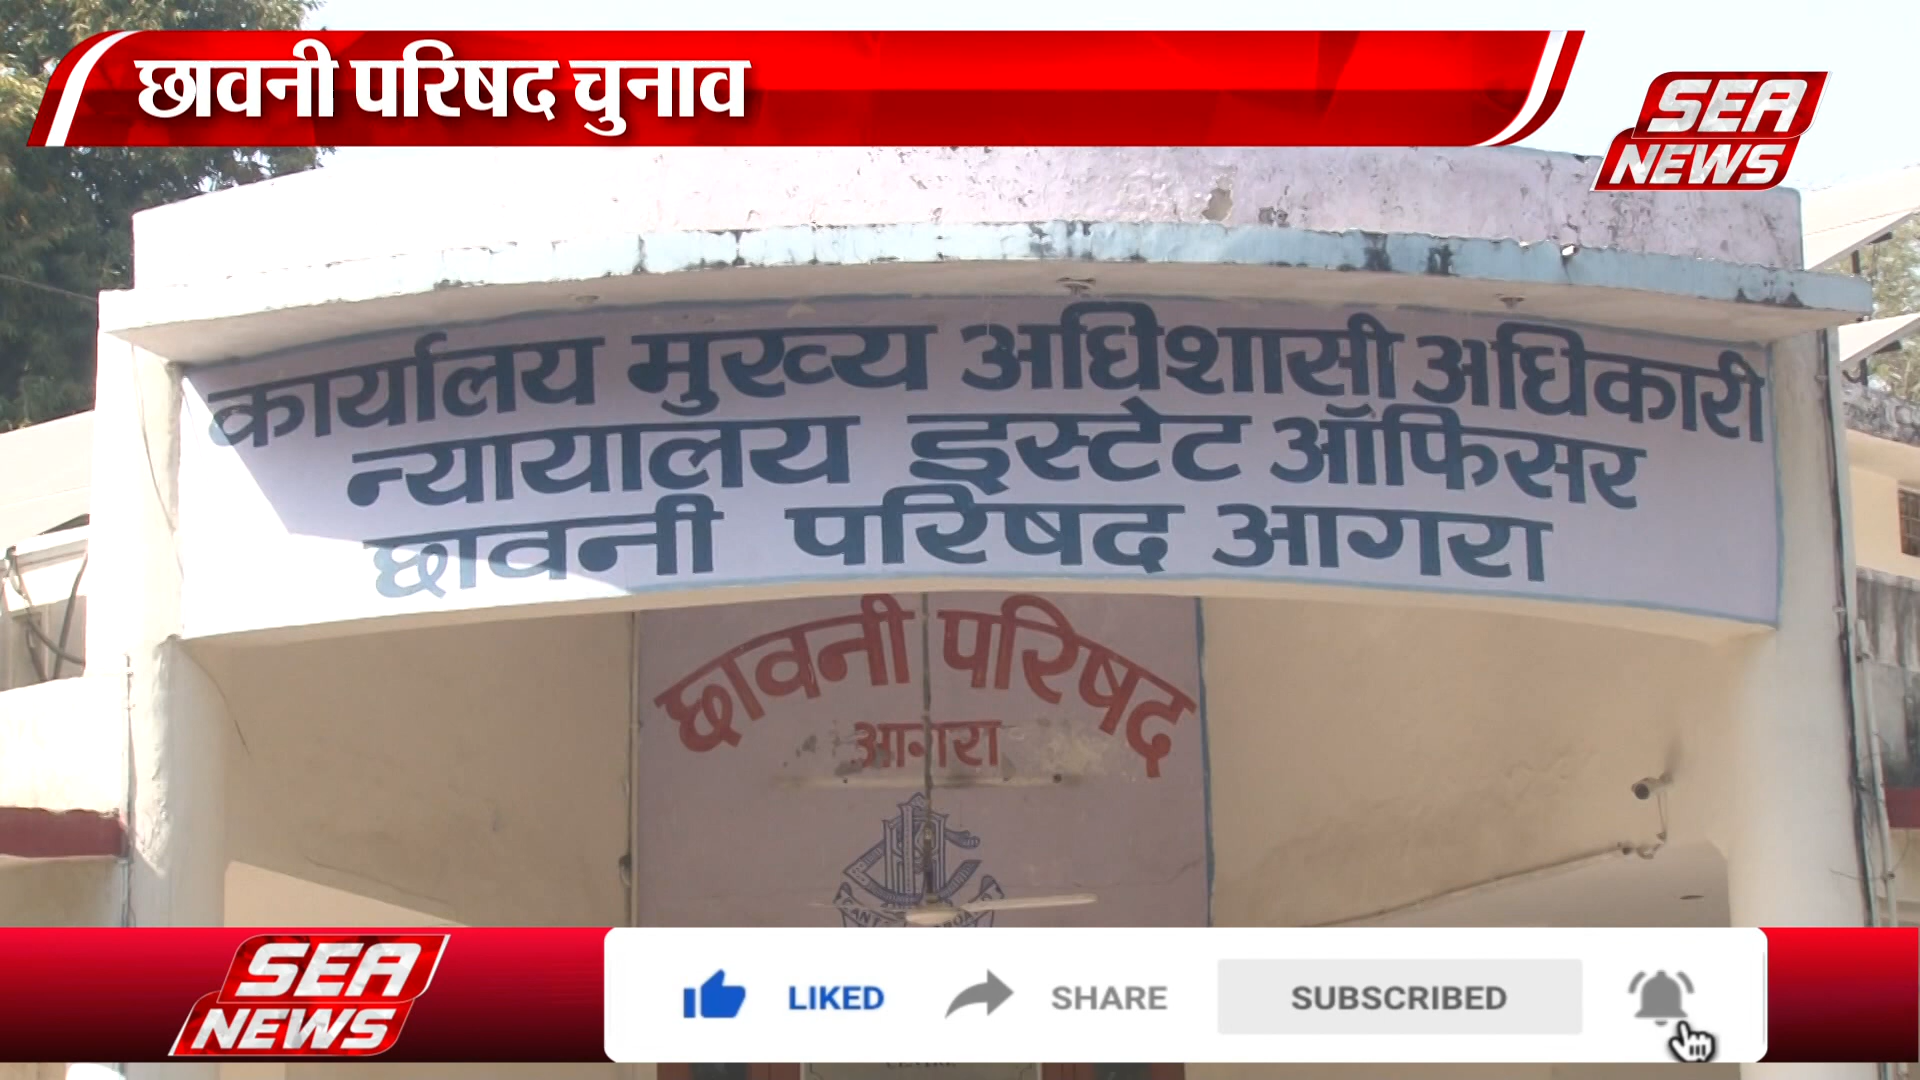 छावनी परिषद चुनाव
SEA
NEWS
कार्यालय मुख्य अधिशासी अधिकारी
न्यायालय इस्टेट ऑफिसर
छावनी परिषद आगरा
छावनी परिषद
आगरा
SEA
NEWS
LIKED
SHARE
SUBSCRIBED